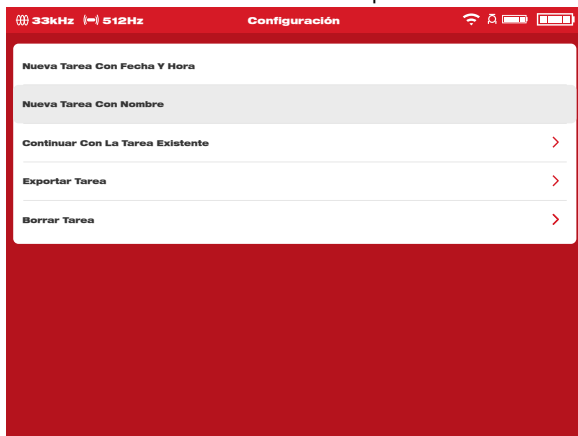 33kHz 512Hz Configuración
Nueva Tarea Con Fecha Y Hora
Nueva Tarea Con Nombre
Continuar Con La Tarea Existente
Exportar Tarea
Borrar Tarea